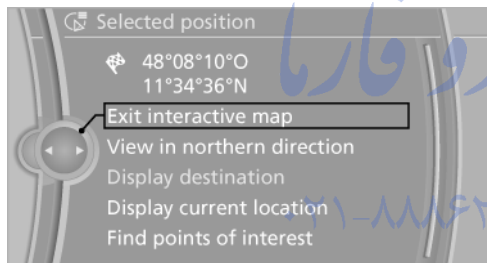 Selected position
48°08'10"O
11°34'36"N
Exit interactive map
View in northern direction
Display destination
Display current location
Find points of interest